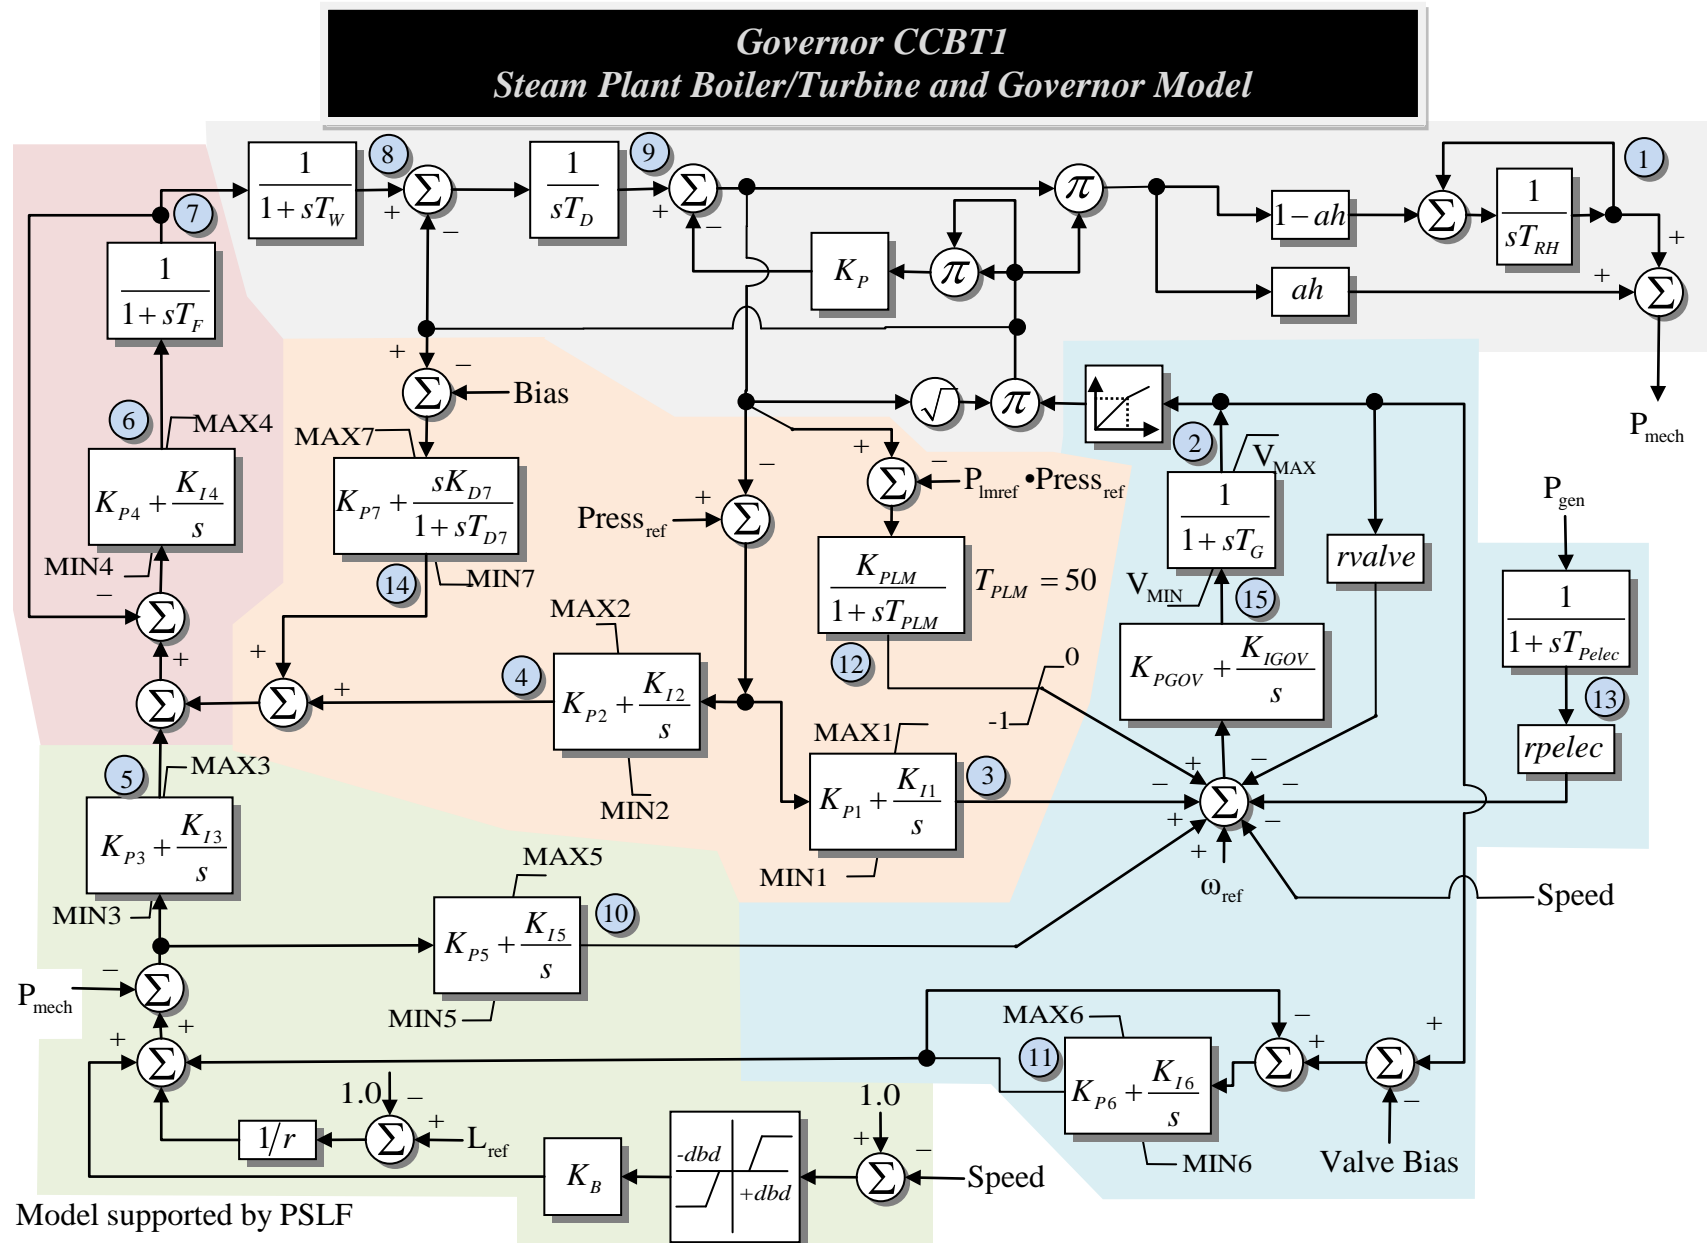 Governor CCBT1
Steam Plant Boiler/Turbine and Governor Model
1
1 + sT_W
8
Σ
+
−
1
sT_D
9
Σ
+
−
π
1 − ah
Σ
1
sT_RH
1
+
7
K_P
π
ah
+
Σ
1
1 + sT_F
+
−
Σ
Bias
√
π
P_mech
6
MAX4
MAX7
2
V_MAX
K_P4 + K_I4/s
K_P7 + sK_D7/(1 + sT_D7)
−
+
Σ
Press_ref
+
−
Σ
P_lmref •Press_ref
1
1 + sT_G
P_gen
rvalve
MIN4
14
MIN7
K_PLM
1 + sT_PLM
T_PLM = 50
V_MIN
15
1
1 + sT_Pelec
−
Σ
MAX2
+
+
4
K_P2 + K_I2/s
12
0
-1
K_PGOV + K_IGOV/s
13
rpelec
Σ
Σ
+
MAX1
5
MAX3
MIN2
K_P1 + K_I1/s
3
+
−
−
−
+
−
+
Σ
K_P3 + K_I3/s
MIN1
ω_ref
Speed
MIN3
MAX5
10
K_P5 + K_I5/s
MIN5
−
P_mech
Σ
+
+
Σ
MAX6
11
K_P6 + K_I6/s
MIN6
−
+
Σ
+
−
Σ
Valve Bias
1.0
−
+
1/r
Σ
L_ref
K_B
-dbd
+dbd
1.0
+
−
Σ
Speed
Model supported by PSLF